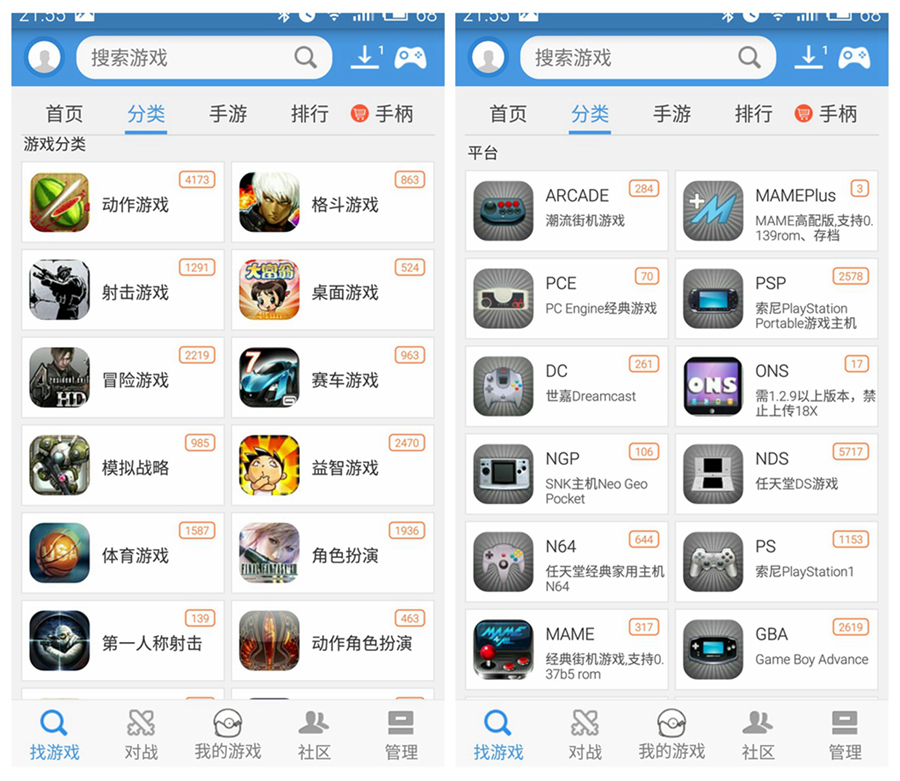 21:55
68
搜索游戏
1
首页
分类
手游
排行
手柄
游戏分类
动作游戏
4173
格斗游戏
863
射击游戏
1291
大富翁
桌面游戏
524
4
resident evil
HD
冒险游戏
2219
7
赛车游戏
963
模拟战略
985
益智游戏
2470
体育游戏
1587
FINAL FANTASY XIII
角色扮演
1936
第一人称射击
139
动作角色扮演
463
找游戏
对战
我的游戏
社区
管理
21:55
68
搜索游戏
1
首页
分类
手游
排行
手柄
平台
ARCADE
284
潮流街机游戏
MAMEPlus
3
MAME高配版,支持0.
139rom、存档
PCE
70
PC Engine经典游戏
PSP
2578
索尼PlayStation
Portable游戏主机
DC
261
世嘉Dreamcast
ONS
ONS
17
需1.2.9以上版本，禁
止上传18X
NGP
106
SNK主机Neo Geo
Pocket
NDS
5717
任天堂DS游戏
N64
644
任天堂经典家用主机
N64
PS
1153
索尼PlayStation1
MAME
MAME
317
经典街机游戏,支持0.
37b5 rom
GBA
2619
Game Boy Advance
找游戏
对战
我的游戏
社区
管理